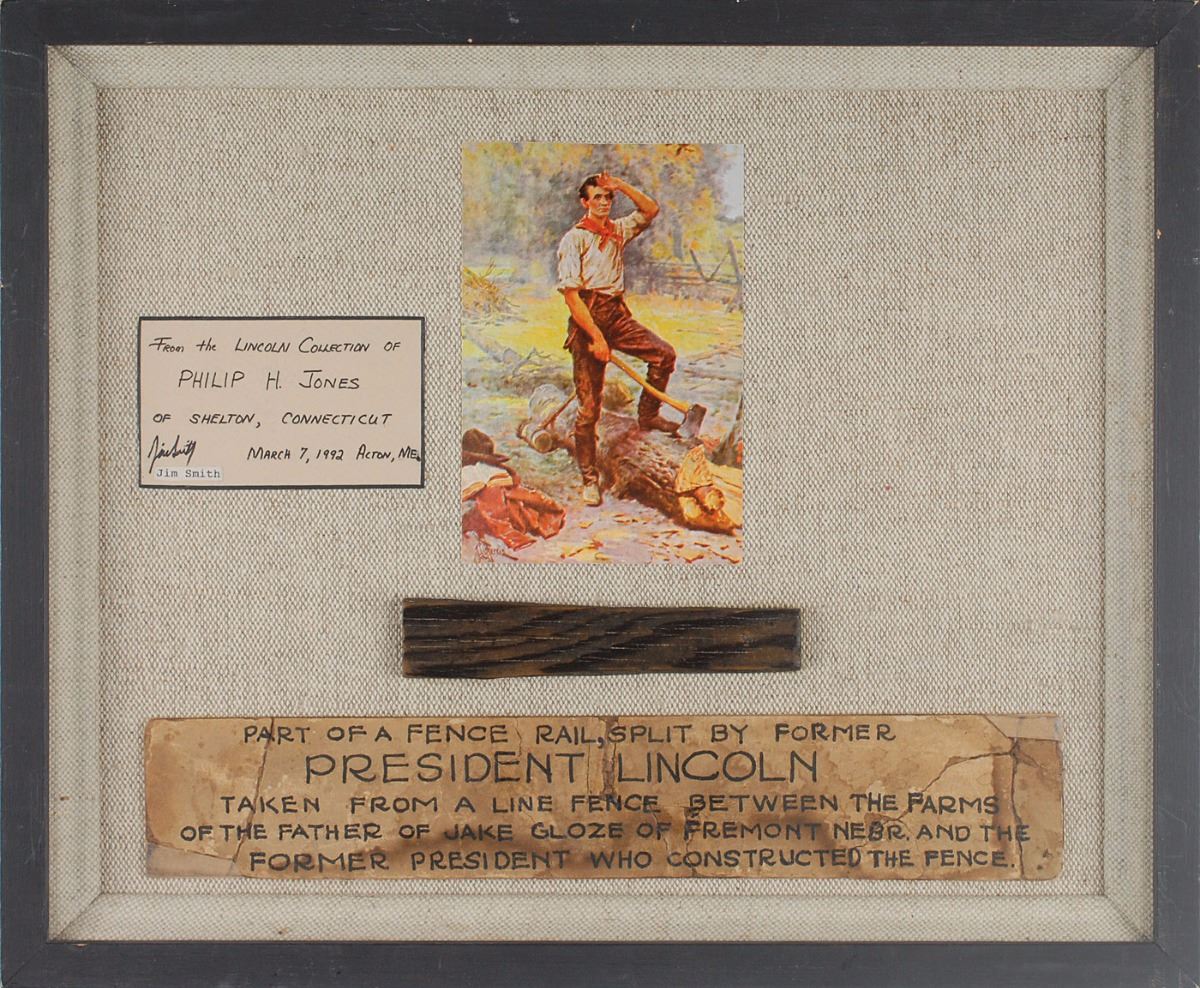 From the LINCOLN COLLECTION OF
PHILIP H. JONES
OF SHELTON, CONNECTICUT
Jim Smith MARCH 7, 1992 ACTON, ME.
Jim Smith
PART OF A FENCE RAIL, SPLIT BY FORMER
PRESIDENT LINCOLN
TAKEN FROM A LINE FENCE BETWEEN THE FARMS
OF THE FATHER OF JAKE GLOZE OF FREMONT NEBR. AND THE
FORMER PRESIDENT WHO CONSTRUCTED THE FENCE.